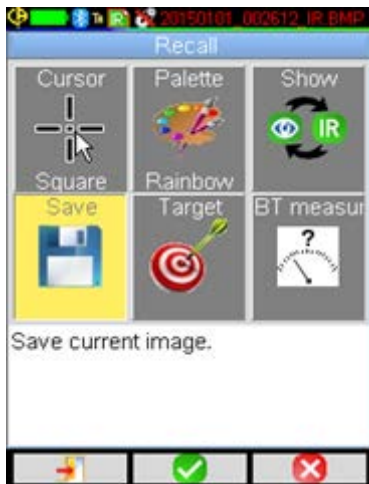 20150101_002612_IR.BMP
Recall
Cursor Palette Show
IR
Square Rainbow
Save Target BT measur
?
Save current image.